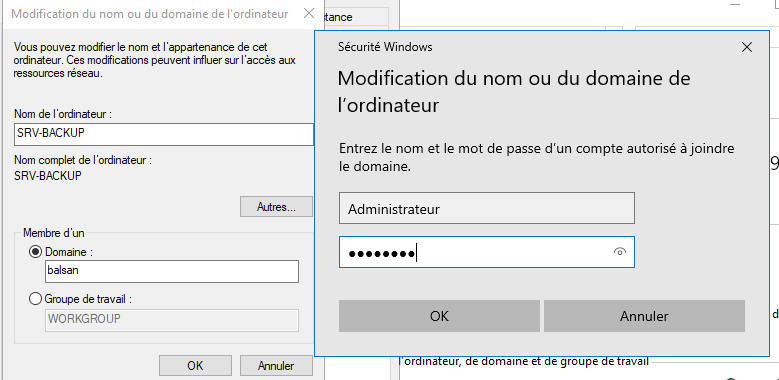 Modification du nom ou du domaine de l'ordinateur
Vous pouvez modifier le nom et l'appartenance de cet
ordinateur. Ces modifications peuvent influer sur l'accès aux
ressources réseau.
Nom de l'ordinateur :
SRV-BACKUP
Nom complet de l'ordinateur :
SRV-BACKUP
Autres...
Membre d'un
Domaine :
balsan
Groupe de travail :
WORKGROUP
OK
Annuler
tance
Sécurité Windows
Modification du nom ou du domaine de
l'ordinateur
Entrez le nom et le mot de passe d'un compte autorisé à joindre
le domaine.
Administrateur
●●●●●●●●
OK
Annuler
9
d
l'ordinateur, de domaine et de groupe de travail